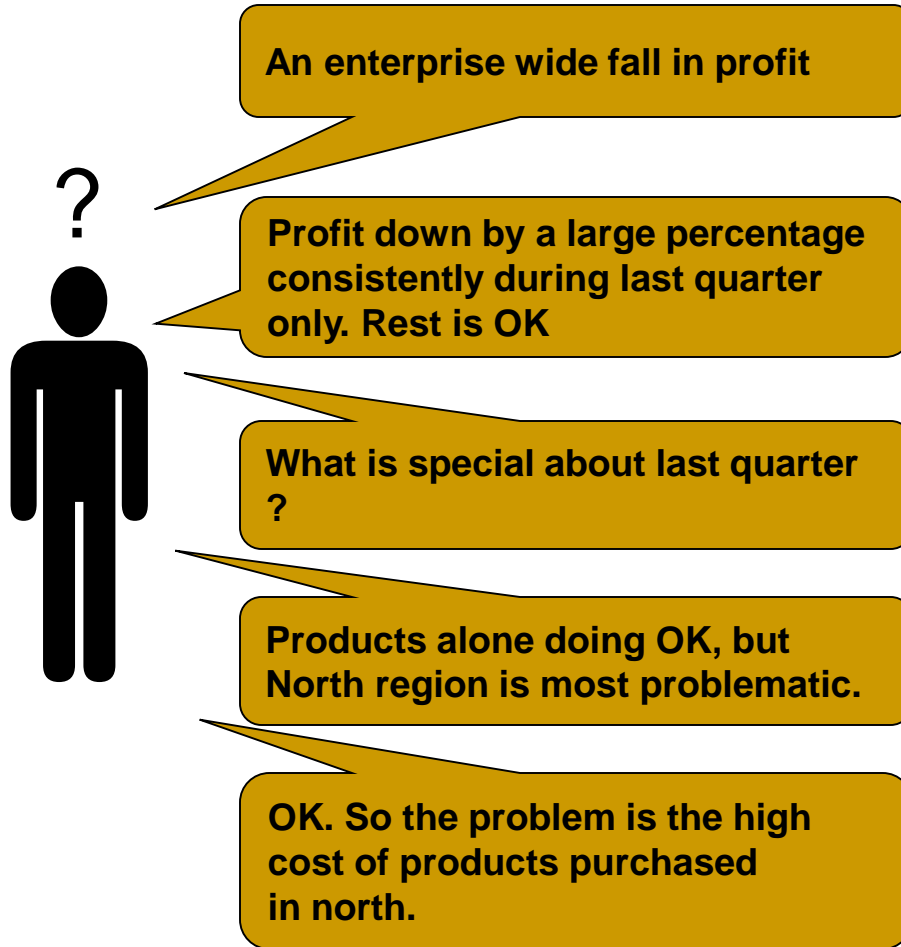 An enterprise wide fall in profit
?
Profit down by a large percentage
consistently during last quarter
only. Rest is OK
What is special about last quarter
?
Products alone doing OK, but
North region is most problematic.
OK. So the problem is the high
cost of products purchased
in north.